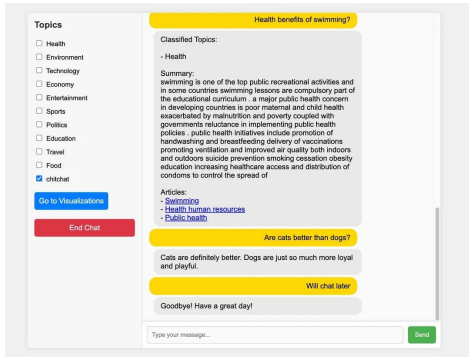 Topics
Health
Environment
Technology
Economy
Entertainment
Sports
Politics
Education
Travel
Food
chitchat
Go to Visualizations
End Chat
Health benefits of swimming?
Classified Topics:
- Health
Summary:
swimming is one of the top public recreational activities and
in some countries swimming lessons are compulsory part of
the educational curriculum . a major public health concern
in developing countries is poor maternal and child health
exacerbated by malnutrition and poverty coupled with
governments reluctance in implementing public health
policies . public health initiatives include promotion of
handwashing and breastfeeding delivery of vaccinations
promoting ventilation and improved air quality both indoors
and outdoors suicide prevention smoking cessation obesity
education increasing healthcare access and distribution of
condoms to control the spread of
Articles:
- Swimming
- Health human resources
- Public health
Are cats better than dogs?
Cats are definitely better. Dogs are just so much more loyal
and playful.
Will chat later
Goodbye! Have a great day!
Type your message...
Send